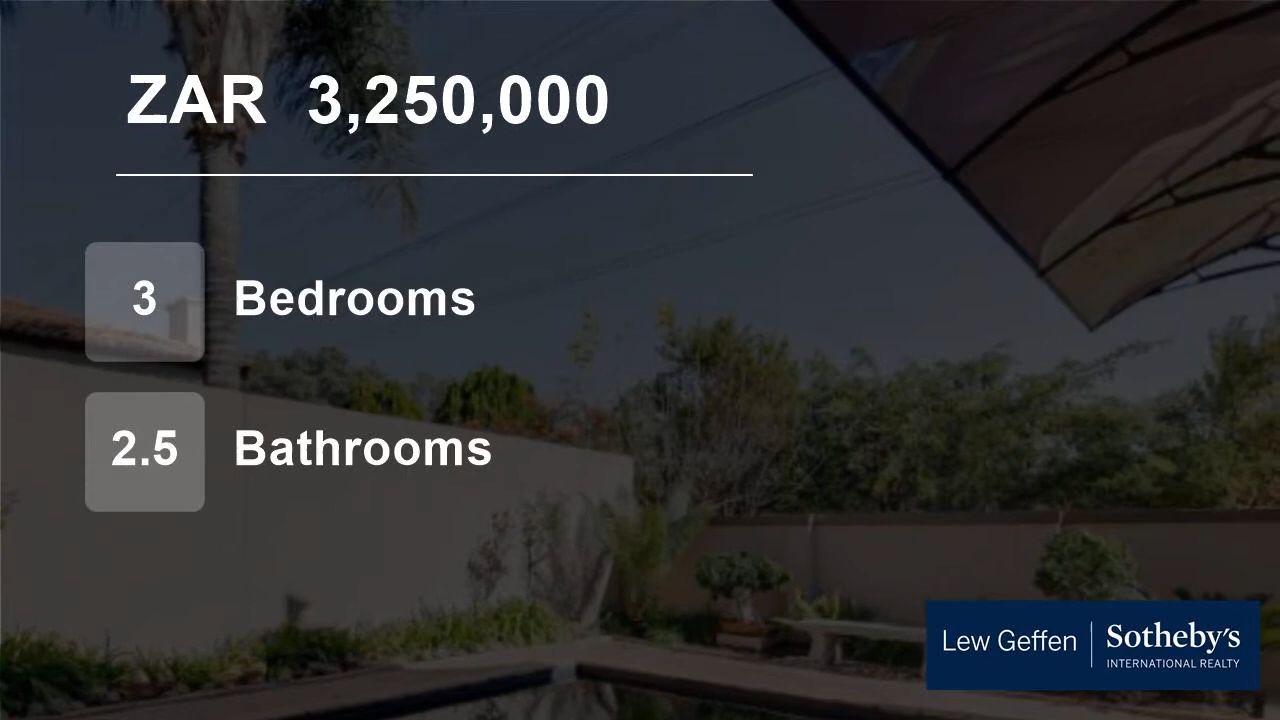 ZAR 3,250,000
3 Bedrooms
2.5 Bathrooms
Lew Geffen | Sotheby's
INTERNATIONAL REALTY